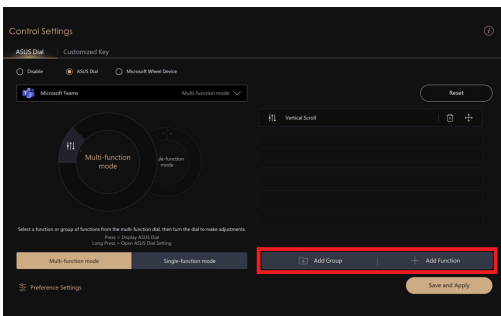 Control Settings
ASUS Dial
Customized Key
Disable
ASUS Dial
Microsoft Wheel Device
Microsoft Teams
Multi-function mode
Reset
Vertical Scroll
Multi-function
mode
gle-function
mode
Select a function or group of functions from the multi-function dial, then turn the dial to make adjustments.
Press = Display ASUS Dial
Long Press = Open ASUS Dial Setting
Multi-function mode
Single-function mode
Add Group
Add Function
Preference Settings
Save and Apply